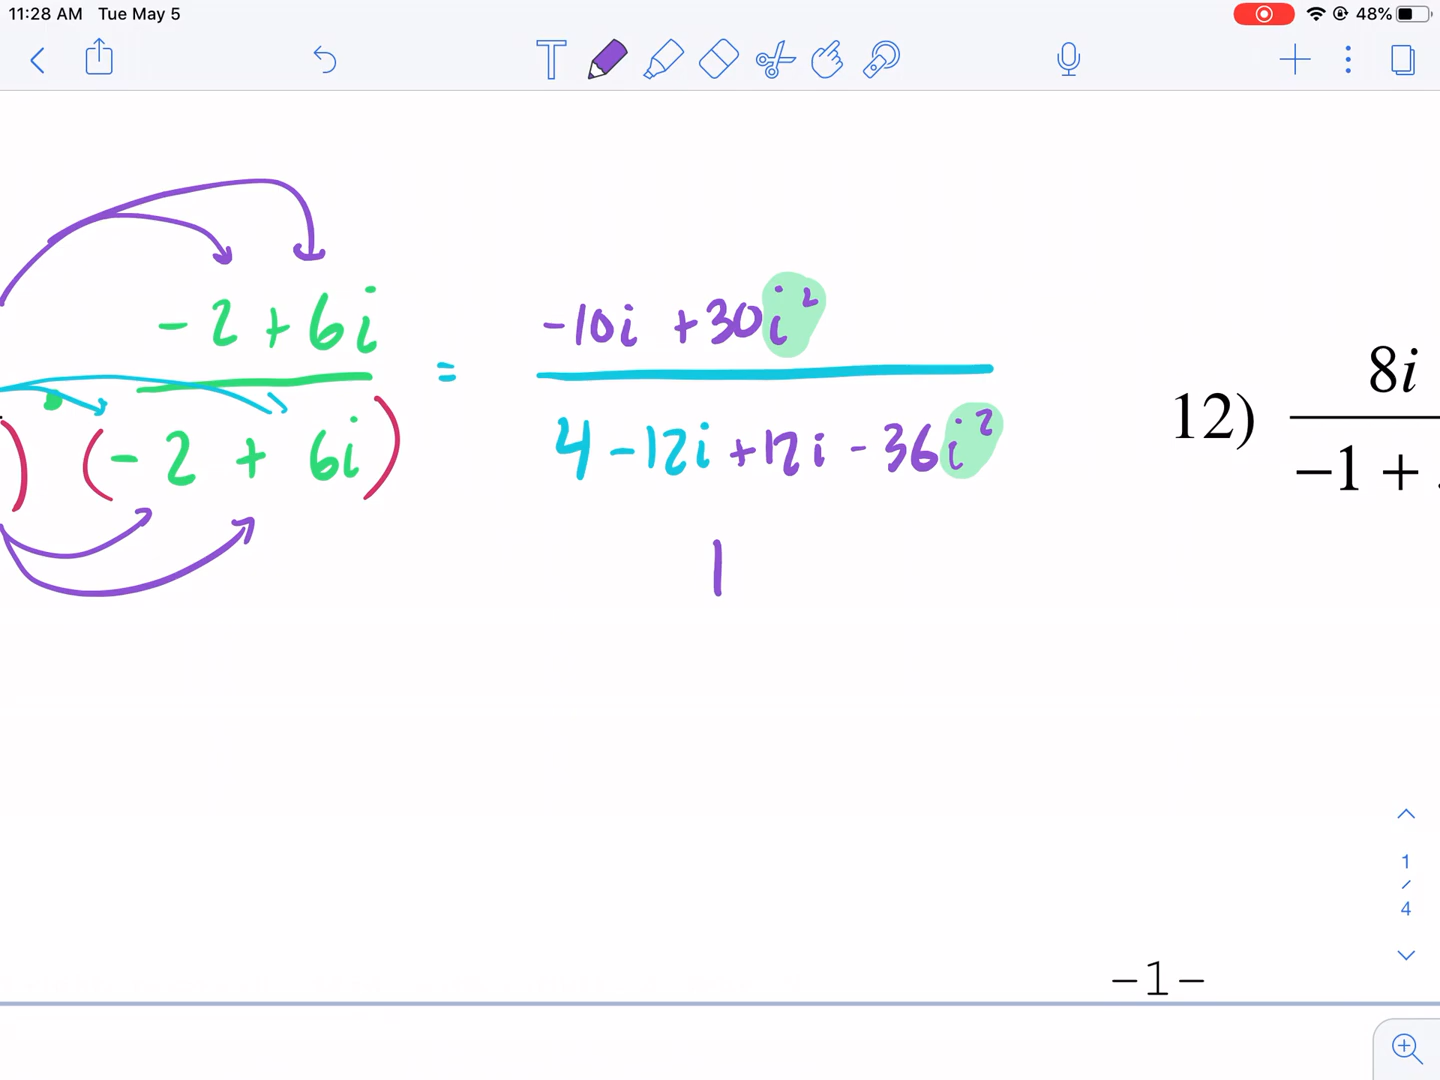 11:28 AM Tue May 5 48%
T
-2 + 6i
) (-2 + 6i)
=
-10i + 30i²
4 - 12i + 12i - 36i²
1
12) 8i
-1 +
1
/
4
-1-